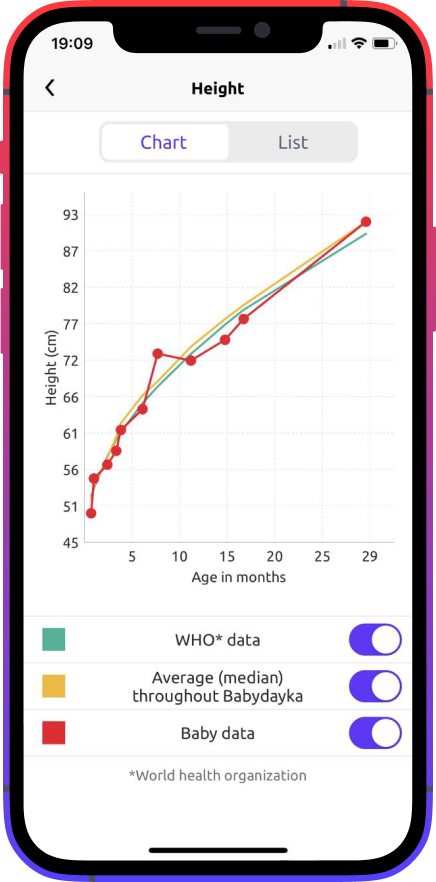 19:09
Height
Chart
List
93
87
82
77
72
66
61
56
51
45
Height (cm)
5 10 15 20 25 29
Age in months
WHO* data
Average (median)
throughout Babydayka
Baby data
*World health organization